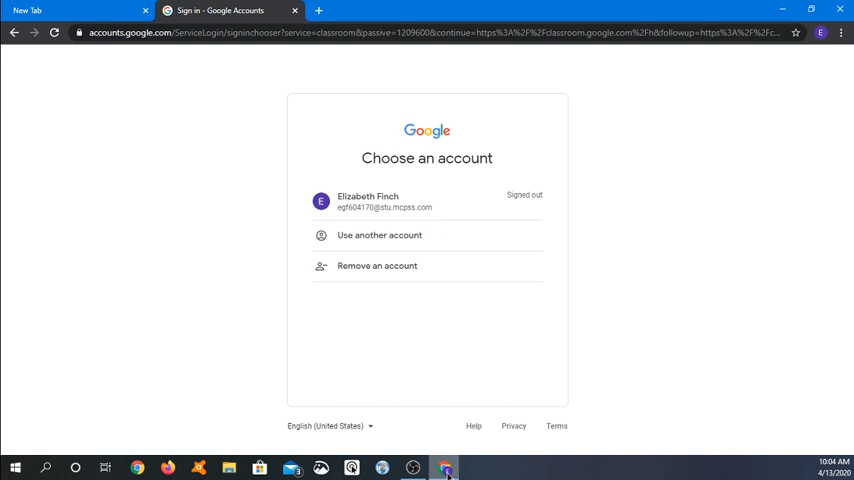 New Tab
Sign in - Google Accounts
accounts.google.com/ServiceLogin/signinchooser?service=classroom&passive=1209600&continue=https%3A%2F%2Fclassroom.google.com%2Fh&followup=https%3A%2F%2Fc...
E
Google
Choose an account
E
Elizabeth Finch
egf604170@stu.mcpss.com
Signed out
Use another account
Remove an account
English (United States)
Help
Privacy
Terms
3
10:04 AM
4/13/2020